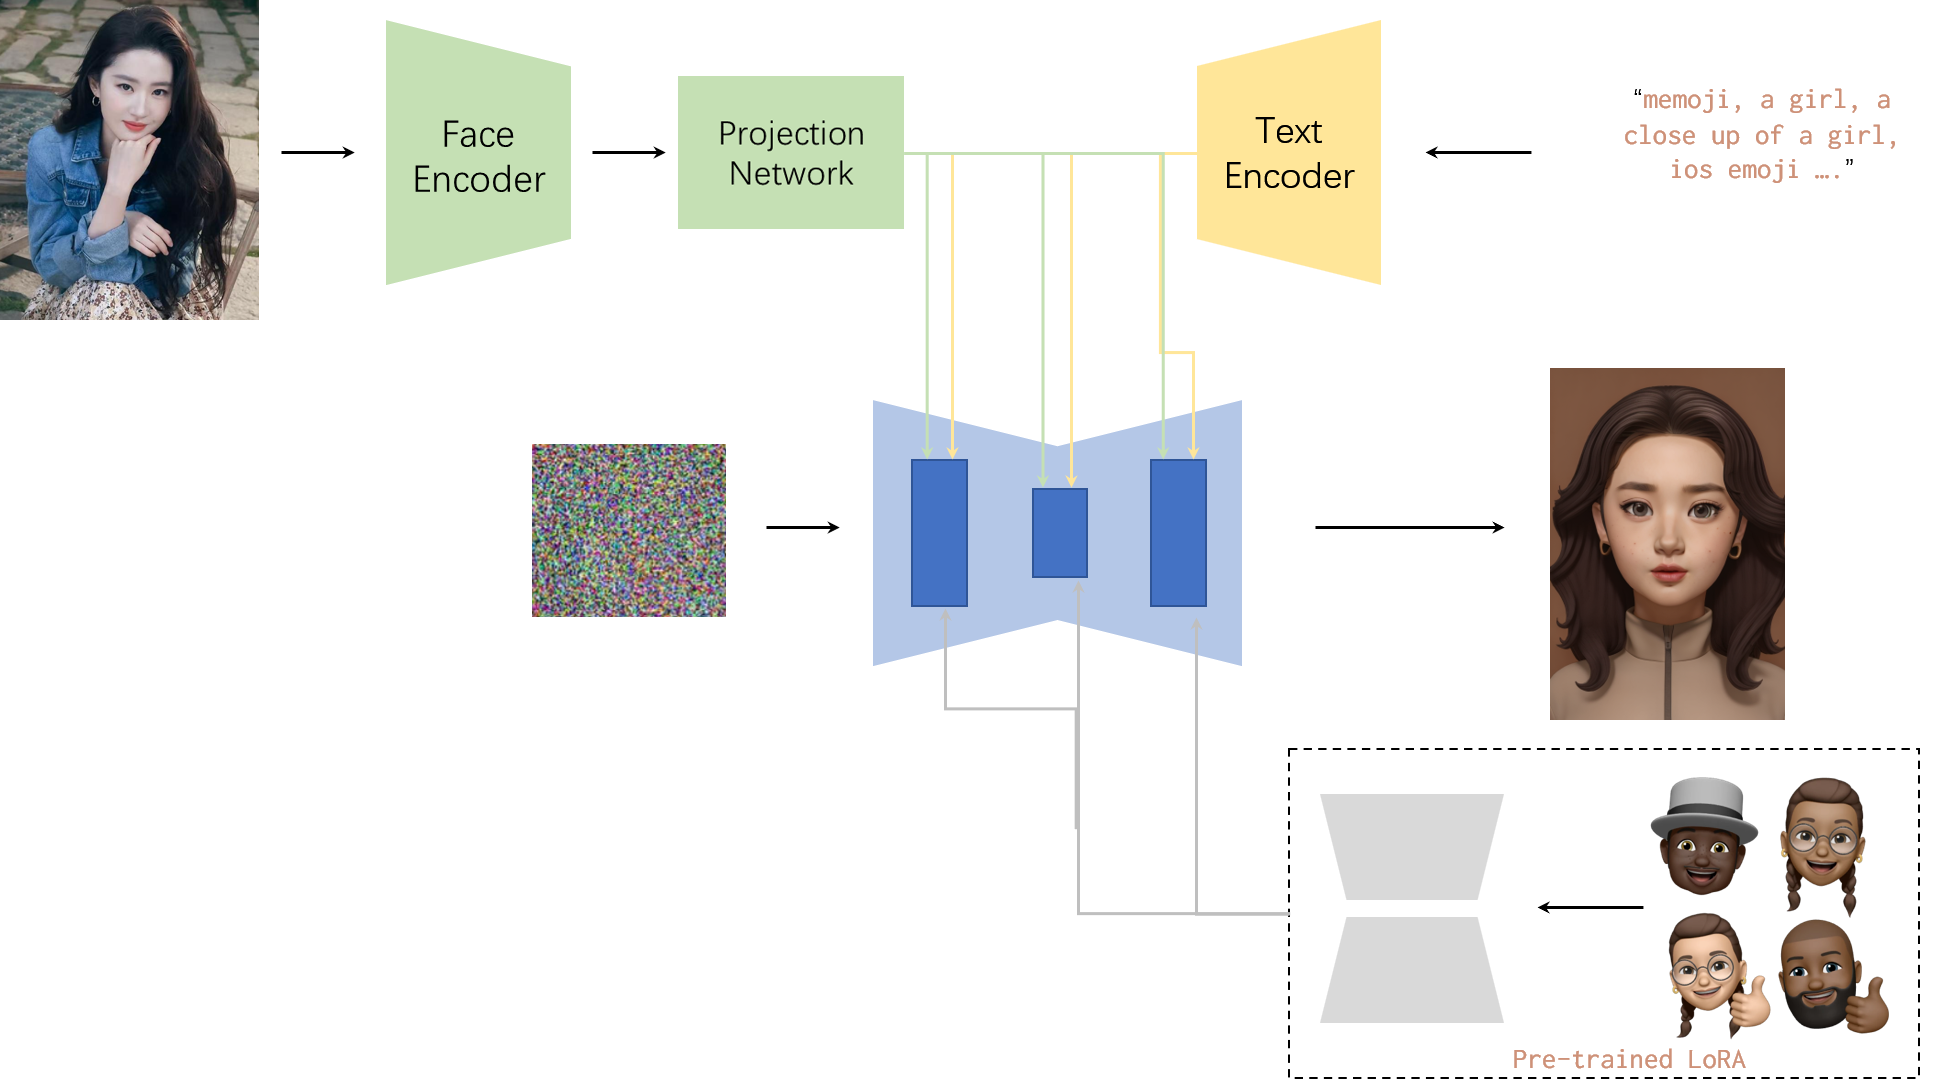 Face
Encoder
Projection
Network
Text
Encoder
“memoji, a girl, a
close up of a girl,
ios emoji ….”
Pre-trained LoRA